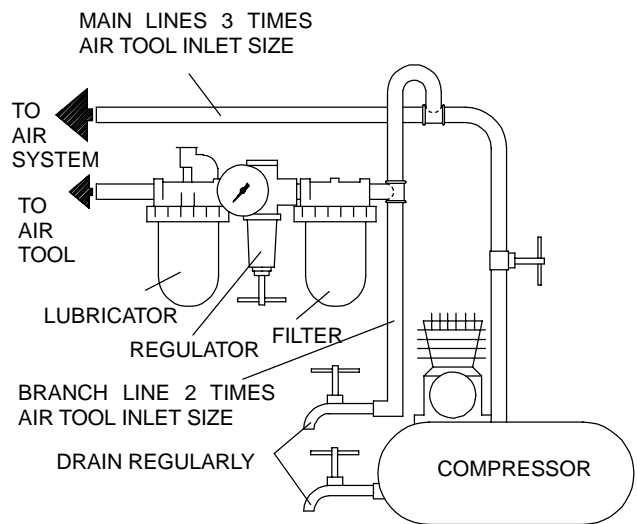 MAIN LINES 3 TIMES
AIR TOOL INLET SIZE
TO
AIR
SYSTEM
TO
AIR
TOOL
LUBRICATOR
REGULATOR
FILTER
BRANCH LINE 2 TIMES
AIR TOOL INLET SIZE
DRAIN REGULARLY
COMPRESSOR